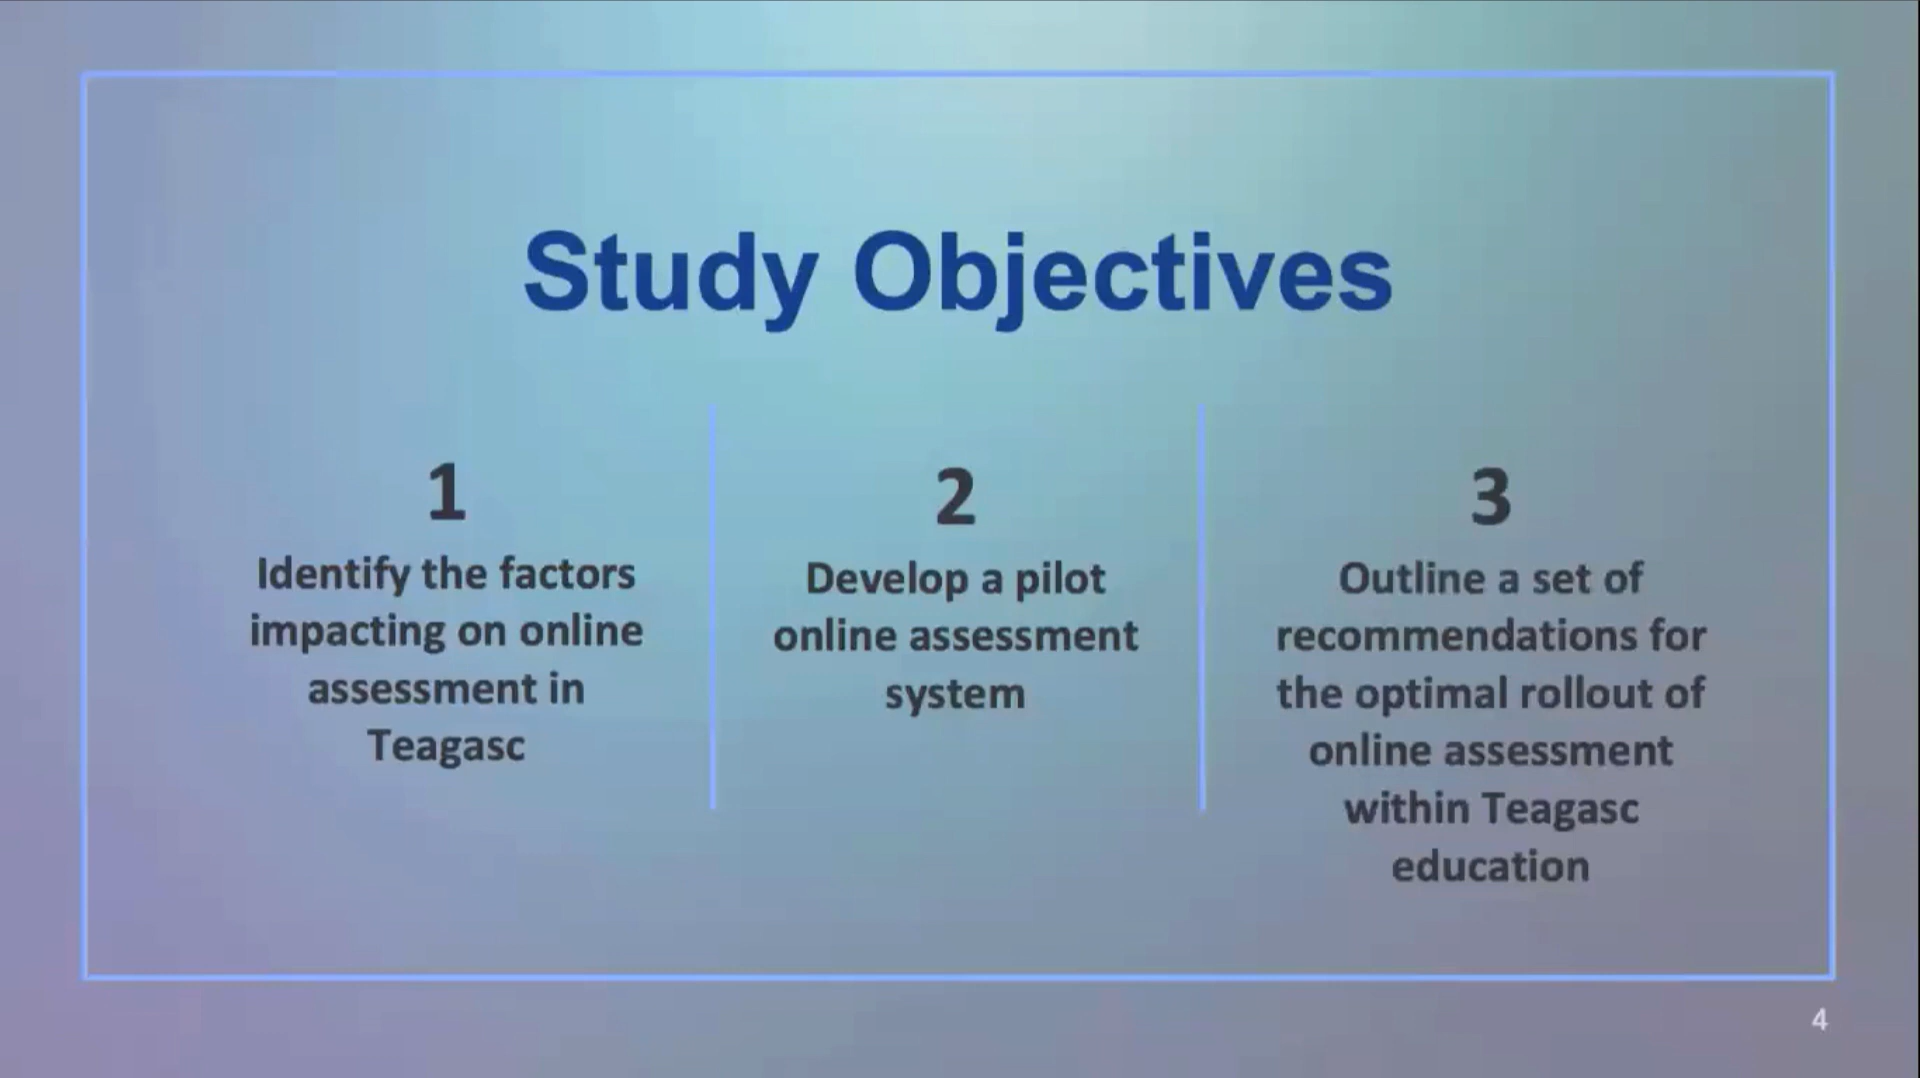 Study Objectives
1
Identify the factors
impacting on online
assessment in
Teagasc
2
Develop a pilot
online assessment
system
3
Outline a set of
recommendations for
the optimal rollout of
online assessment
within Teagasc
education
4